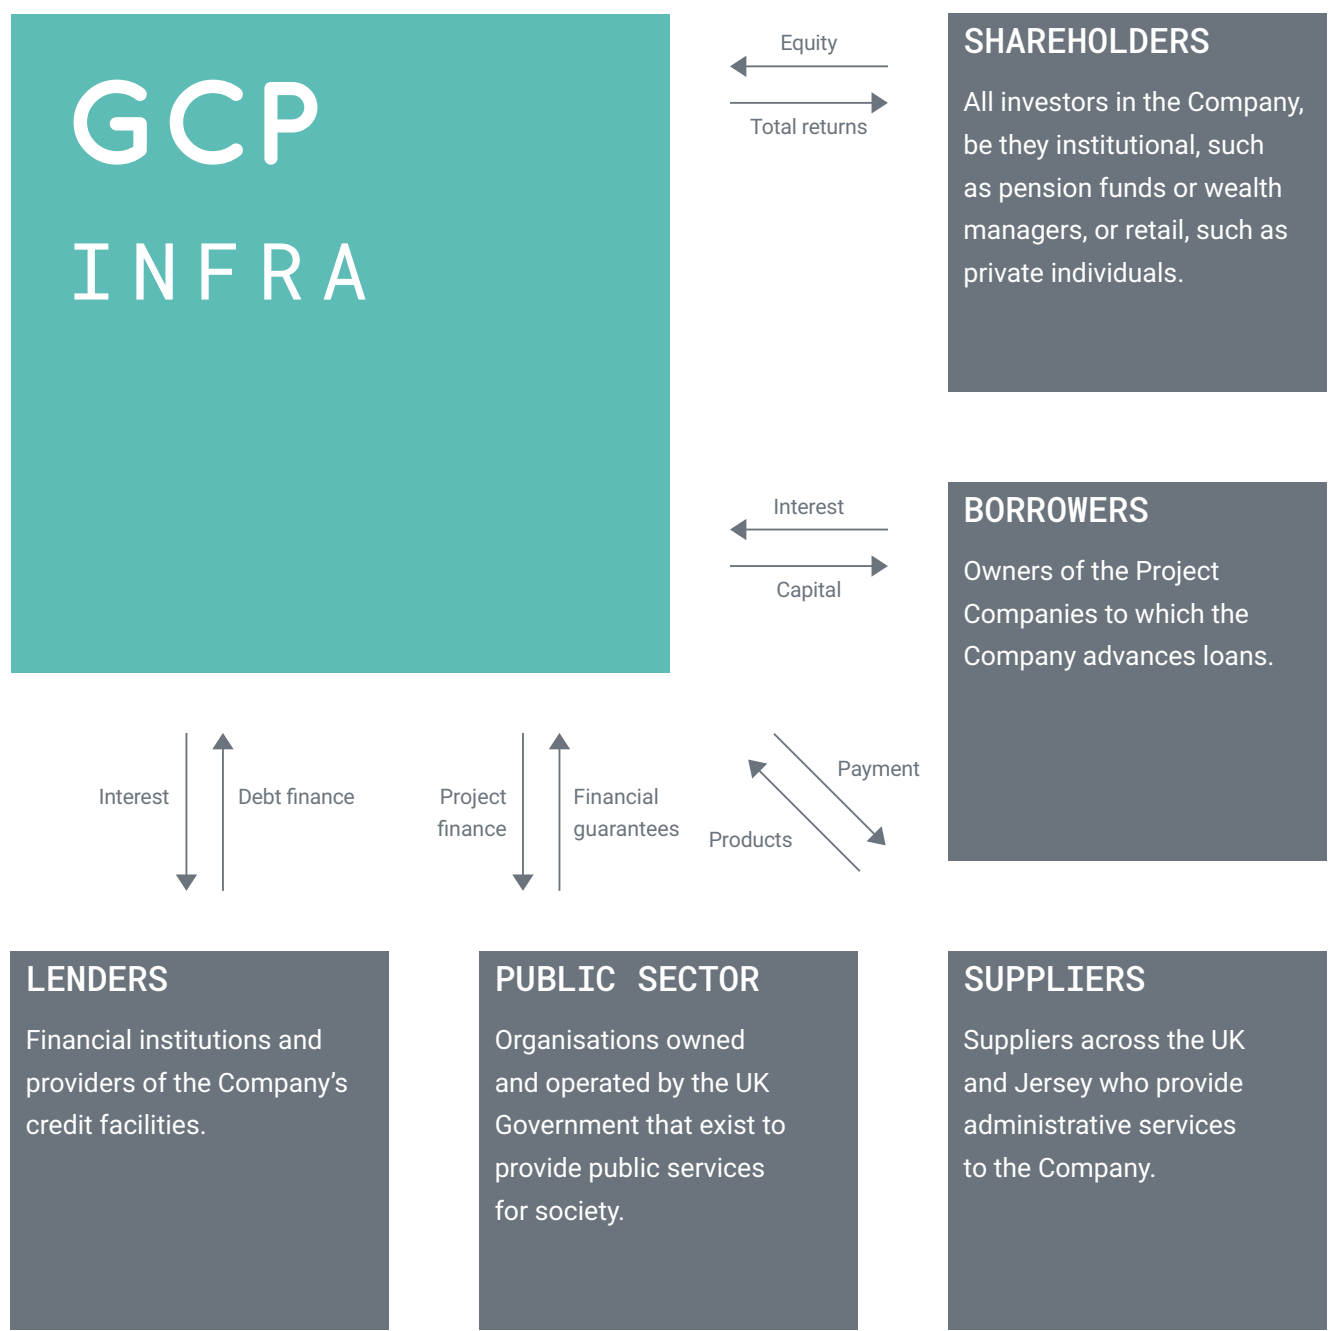 GCP
INFRA
Equity
Total returns
SHAREHOLDERS
All investors in the Company,
be they institutional, such
as pension funds or wealth
managers, or retail, such as
private individuals.
Interest
Capital
BORROWERS
Owners of the Project
Companies to which the
Company advances loans.
Interest
Debt finance
Project
finance
Financial
guarantees
Payment
Products
LENDERS
Financial institutions and
providers of the Company’s
credit facilities.
PUBLIC SECTOR
Organisations owned
and operated by the UK
Government that exist to
provide public services
for society.
SUPPLIERS
Suppliers across the UK
and Jersey who provide
administrative services
to the Company.